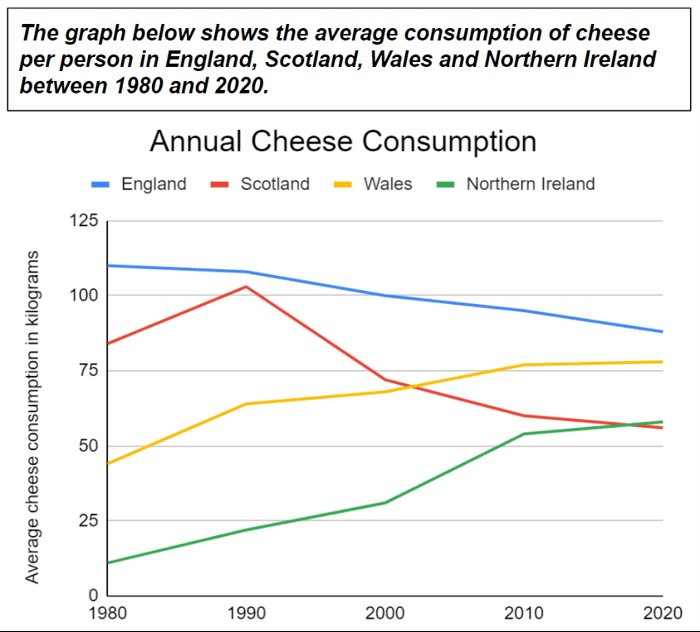 The graph below shows the average consumption of cheese
per person in England, Scotland, Wales and Northern Ireland
between 1980 and 2020.
Annual Cheese Consumption
England Scotland Wales Northern Ireland
Average cheese consumption in kilograms
125
100
75
50
25
0
1980 1990 2000 2010 2020